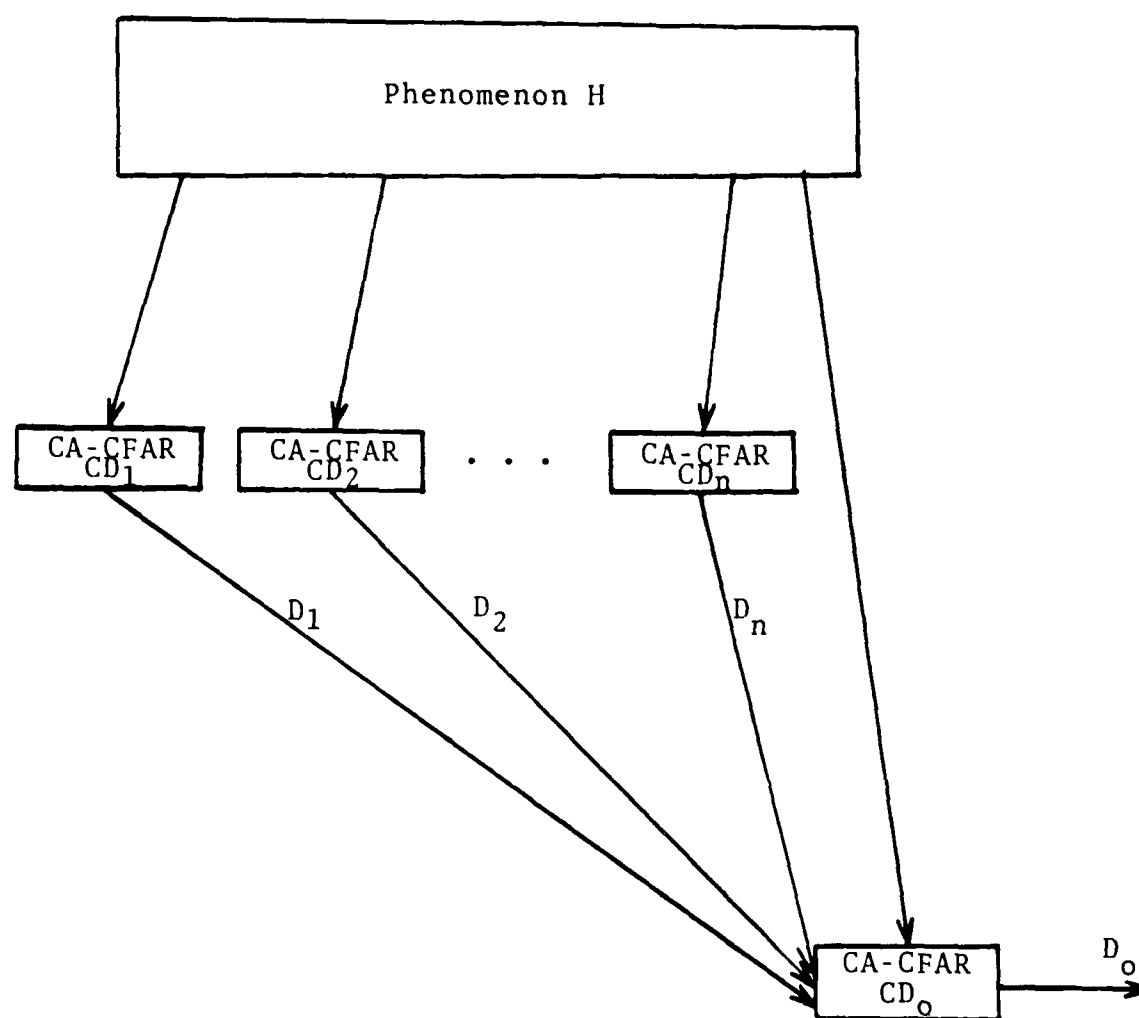 Phenomenon H
CA-CFAR
CD1
CA-CFAR
CD2
. . .
CA-CFAR
CDn
D1
D2
Dn
CA-CFAR
CDo
Do